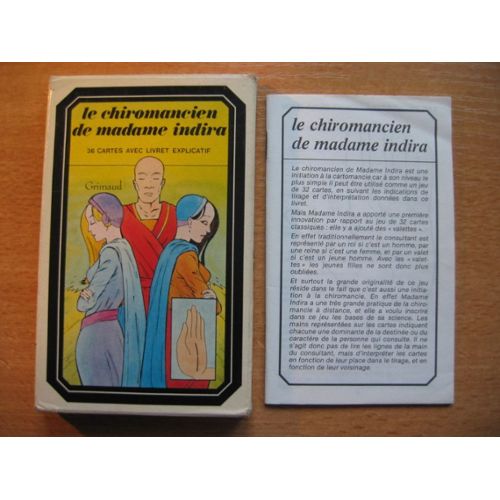 le chiromancien
de madame indira
36 CARTES AVEC LIVRET EXPLICATIF
Grimaud
le chiromancien
de madame indira
Le chiromancien de Madame Indira est une
initiation à la cartomancie car à son niveau le
plus simple il peut être utilisé comme un jeu
de 32 cartes, en suivant les indications de
tirage et d'interprétation données dans ce
livret.
Mais Madame Indira a apporté une première
innovation par rapport au jeu de 32 cartes
classiques : elle y a ajouté des « valettes ».
En effet traditionnellement le consultant est
représenté par un roi si c'est un homme, par
une reine si c'est une femme, et par un valet
si c'est un jeune homme. Avec les « valet-
tes » les jeunes filles ne sont donc plus
oubliées.
Et surtout la grande originalité de ce jeu
réside dans le fait que c'est aussi une initia-
tion à la chiromancie. En effet Madame
Indira a une très grande pratique de la chiro-
mancie à distance, et elle a voulu inscrire
dans ce jeu les bases de sa science. Les
mains représentées sur les cartes indiquent
chacune une dominante de la destinée ou du
caractère de la personne qui consulte. Il ne
s'agit donc pas de lire les lignes de la main
du consultant, mais d'interpréter les cartes
en fonction de leur place dans le tirage, et en
fonction de leur voisinage.